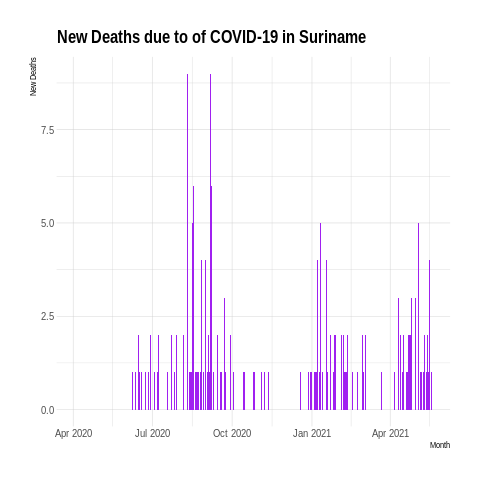 New Deaths due to of COVID-19 in Suriname
New Deaths
7.5
5.0
2.5
0.0
Apr 2020 Jul 2020 Oct 2020 Jan 2021 Apr 2021
Month